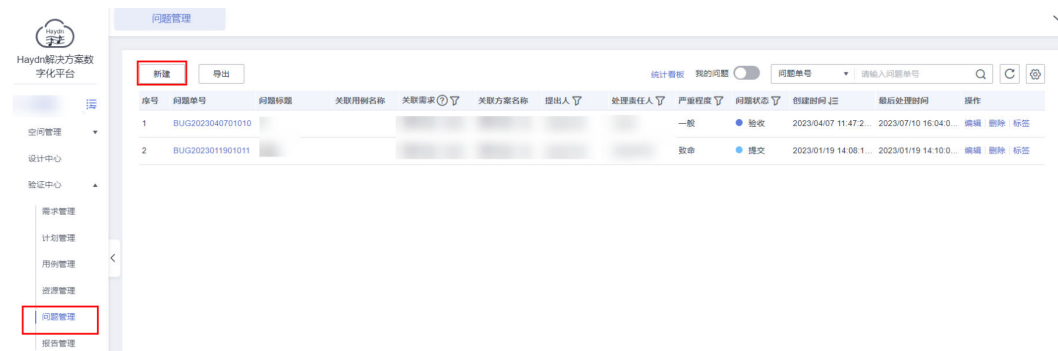 问题管理
Haydn
Haydn解决方案数
字化平台
空间管理
设计中心
验证中心
需求管理
计划管理
用例管理
资源管理
问题管理
报告管理
新建 导出 统计看板 我的问题 问题单号 请输入问题单号
序号 问题单号 问题标题 关联用例名称 关联需求 ? 关联方案名称 提出人 处理责任人 严重程度 问题状态 创建时间 最后处理时间 操作
1 BUG2023040701010 一般 验收 2023/04/07 11:47:2... 2023/07/10 16:04:0... 编辑 删除 标签
2 BUG2023011901011 致命 提交 2023/01/19 14:08:1... 2023/01/19 14:10:0... 编辑 删除 标签